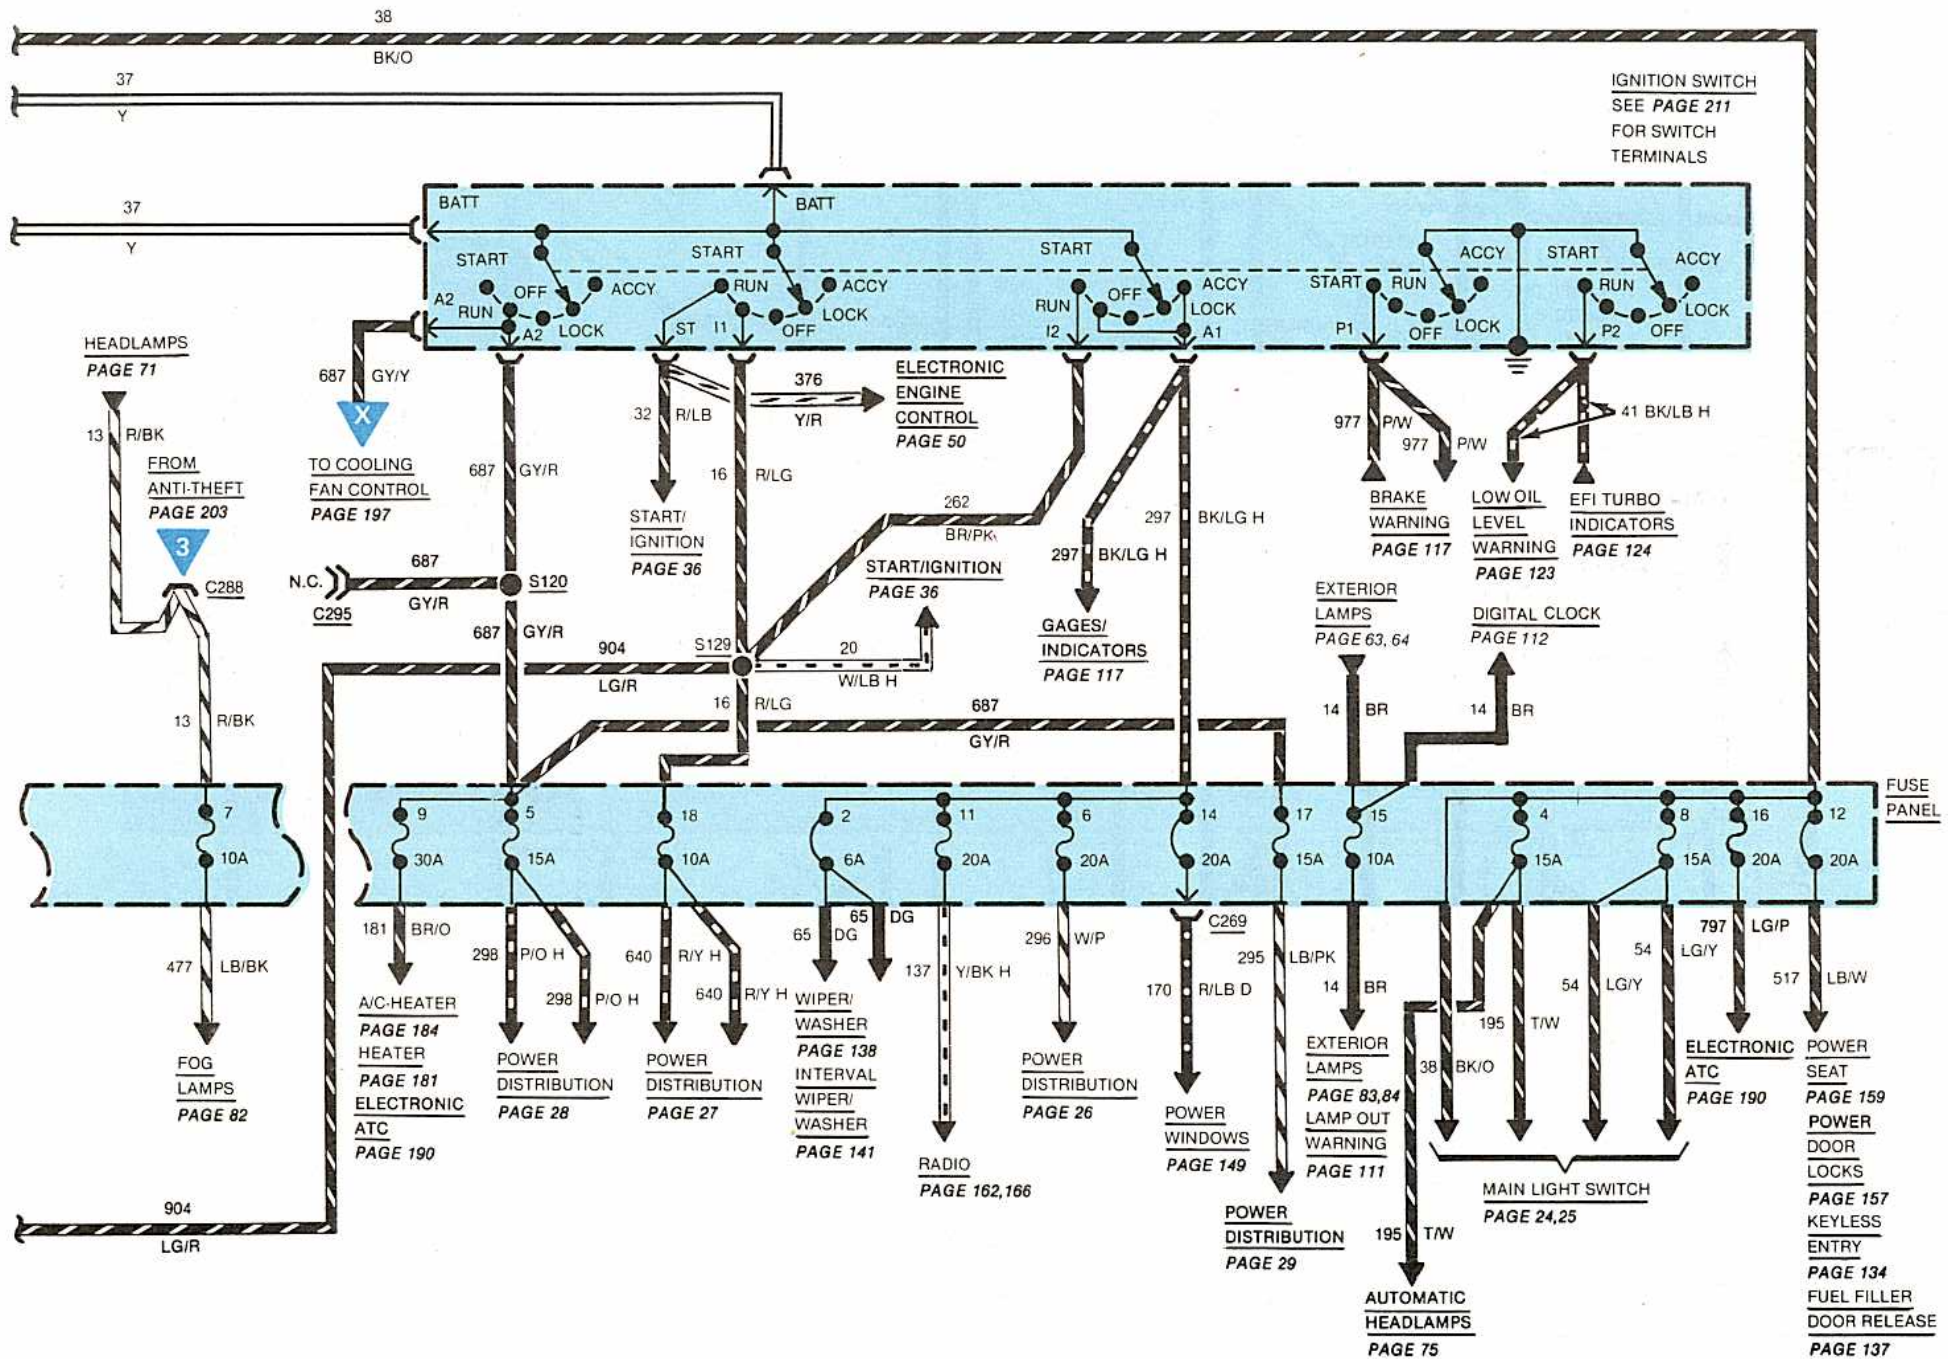 38
BK/O
37
Y
IGNITION SWITCH
SEE PAGE 211
FOR SWITCH
TERMINALS
37
Y
BATT
BATT
START
START
START
ACCY
START
ACCY
A2
RUN
OFF
ACCY
LOCK
A2
RUN
ACCY
LOCK
OFF
ST
I1
RUN
OFF
ACCY
LOCK
I2
A1
START
RUN
OFF
LOCK
P1
RUN
LOCK
OFF
P2
HEADLAMPS
PAGE 71
13
R/BK
FROM
ANTI-THEFT
PAGE 203
3
C288
13
R/BK
687
GY/Y
X
TO COOLING
FAN CONTROL
PAGE 197
687
GY/R
N.C.
C295
687
GY/R
S120
687
GY/R
32
R/LB
START/
IGNITION
PAGE 36
376
Y/R
ELECTRONIC
ENGINE
CONTROL
PAGE 50
16
R/LG
262
BR/PK
START/IGNITION
PAGE 36
904
LG/R
S129
20
W/LB H
16
R/LG
687
GY/R
297
BK/LG H
297
BK/LG H
GAGES/
INDICATORS
PAGE 117
977
P/W
977
P/W
41 BK/LB H
BRAKE
WARNING
PAGE 117
LOW OIL
LEVEL
WARNING
PAGE 123
EFI TURBO
INDICATORS
PAGE 124
EXTERIOR
LAMPS
PAGE 63, 64
DIGITAL CLOCK
PAGE 112
14
BR
14
BR
FUSE
PANEL
7
10A
9
30A
5
15A
18
10A
2
6A
11
20A
6
20A
14
20A
17
15A
15
10A
4
15A
8
15A
16
20A
12
20A
477
LB/BK
FOG
LAMPS
PAGE 82
181
BR/O
A/C-HEATER
PAGE 184
HEATER
PAGE 181
ELECTRONIC
ATC
PAGE 190
298
P/O H
298
P/O H
POWER
DISTRIBUTION
PAGE 28
640
R/Y H
640
R/Y H
POWER
DISTRIBUTION
PAGE 27
65
DG
65
DG
WIPER/
WASHER
PAGE 138
INTERVAL
WIPER/
WASHER
PAGE 141
137
Y/BK H
RADIO
PAGE 162,166
296
W/P
POWER
DISTRIBUTION
PAGE 26
C269
170
R/LB D
POWER
WINDOWS
PAGE 149
295
LB/PK
POWER
DISTRIBUTION
PAGE 29
14
BR
EXTERIOR
LAMPS
PAGE 83,84
LAMP OUT
WARNING
PAGE 111
38
BK/O
195
T/W
54
LG/Y
54
LG/Y
MAIN LIGHT SWITCH
PAGE 24,25
195
T/W
AUTOMATIC
HEADLAMPS
PAGE 75
797
LG/P
ELECTRONIC
ATC
PAGE 190
517
LB/W
POWER
SEAT
PAGE 159
POWER
DOOR
LOCKS
PAGE 157
KEYLESS
ENTRY
PAGE 134
FUEL FILLER
DOOR RELEASE
PAGE 137
904
LG/R